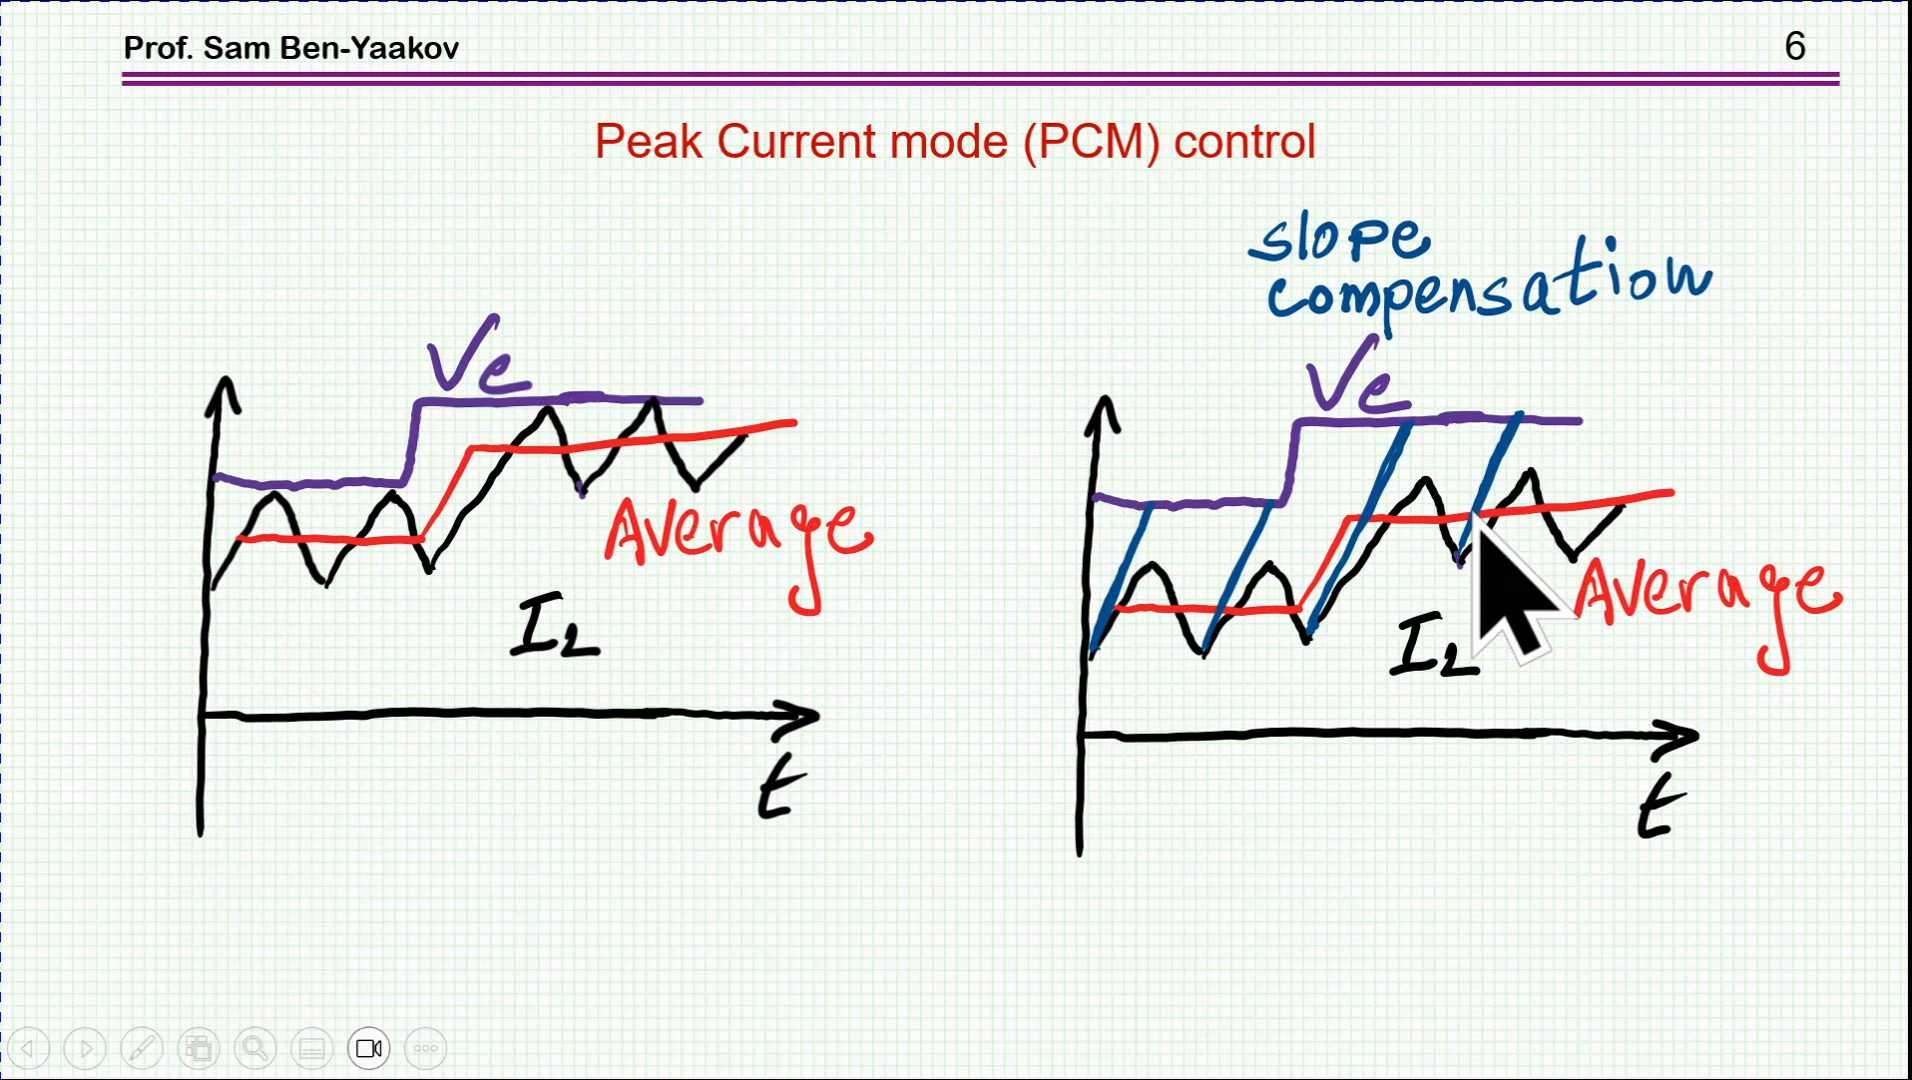 Prof. Sam Ben-Yaakov
6
Peak Current mode (PCM) control
slope
compensation
Ve
Average
IL
t
Ve
Average
IL
t